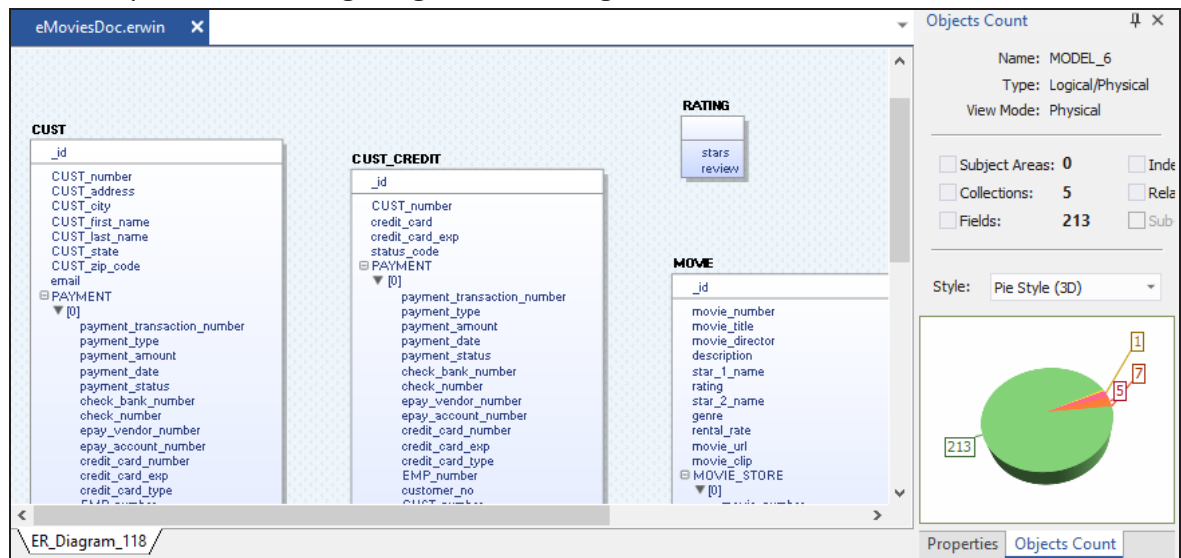 eMoviesDoc.erwin
CUST
_id
CUST_number
CUST_address
CUST_city
CUST_first_name
CUST_last_name
CUST_state
CUST_zip_code
email
PAYMENT
[0]
payment_transaction_number
payment_type
payment_amount
payment_date
payment_status
check_bank_number
check_number
epay_vendor_number
epay_account_number
credit_card_number
credit_card_exp
credit_card_type
CUST_CREDIT
_id
CUST_number
credit_card
credit_card_exp
status_code
PAYMENT
[0]
payment_transaction_number
payment_type
payment_amount
payment_date
payment_status
check_bank_number
check_number
epay_vendor_number
epay_account_number
credit_card_number
credit_card_exp
credit_card_type
EMP_number
customer_no
RATING
stars
review
MOVIE
_id
movie_number
movie_title
movie_director
description
star_1_name
rating
star_2_name
genre
rental_rate
movie_url
movie_clip
MOVIE_STORE
[0]
ER_Diagram_118
Objects Count
Name: MODEL_6
Type: Logical/Physical
View Mode: Physical
Subject Areas: 0 Inde
Collections: 5 Rela
Fields: 213 Sub
Style: Pie Style (3D)
1
7
5
213
Properties Objects Count